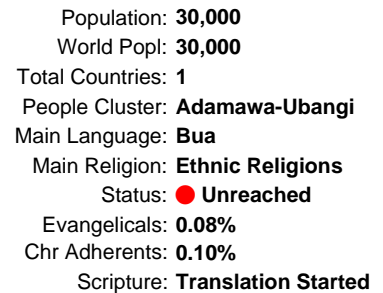 Population: 30,000
World Popl: 30,000
Total Countries: 1
People Cluster: Adamawa-Ubangi
Main Language: Bua
Main Religion: Ethnic Religions
Status: Unreached
Evangelicals: 0.08%
Chr Adherents: 0.10%
Scripture: Translation Started